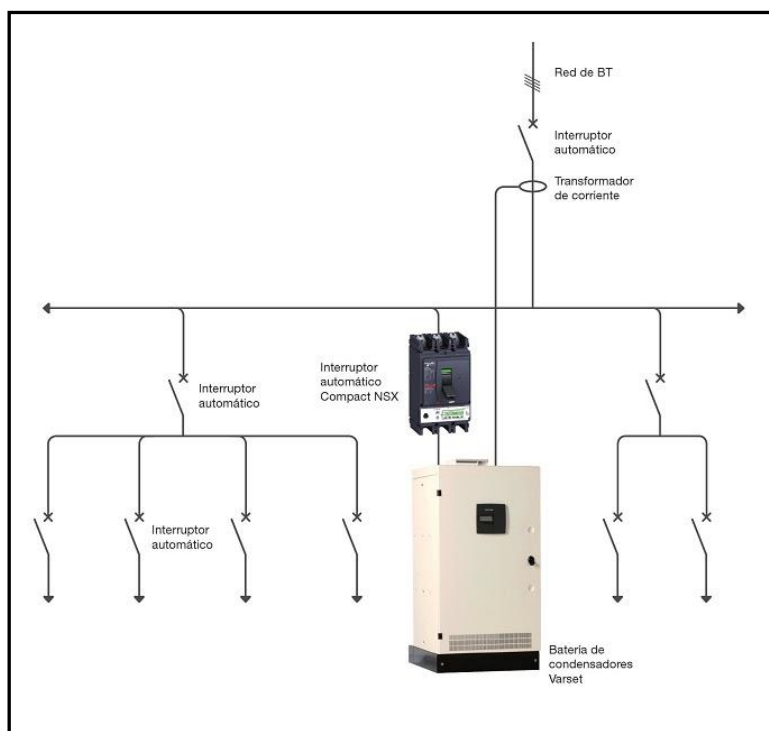 Red de BT
Interruptor
automático
Transformador
de corriente
Interruptor
automático
Compact NSX
Interruptor
automático
Interruptor
automático
Batería de
condensadores
Varset